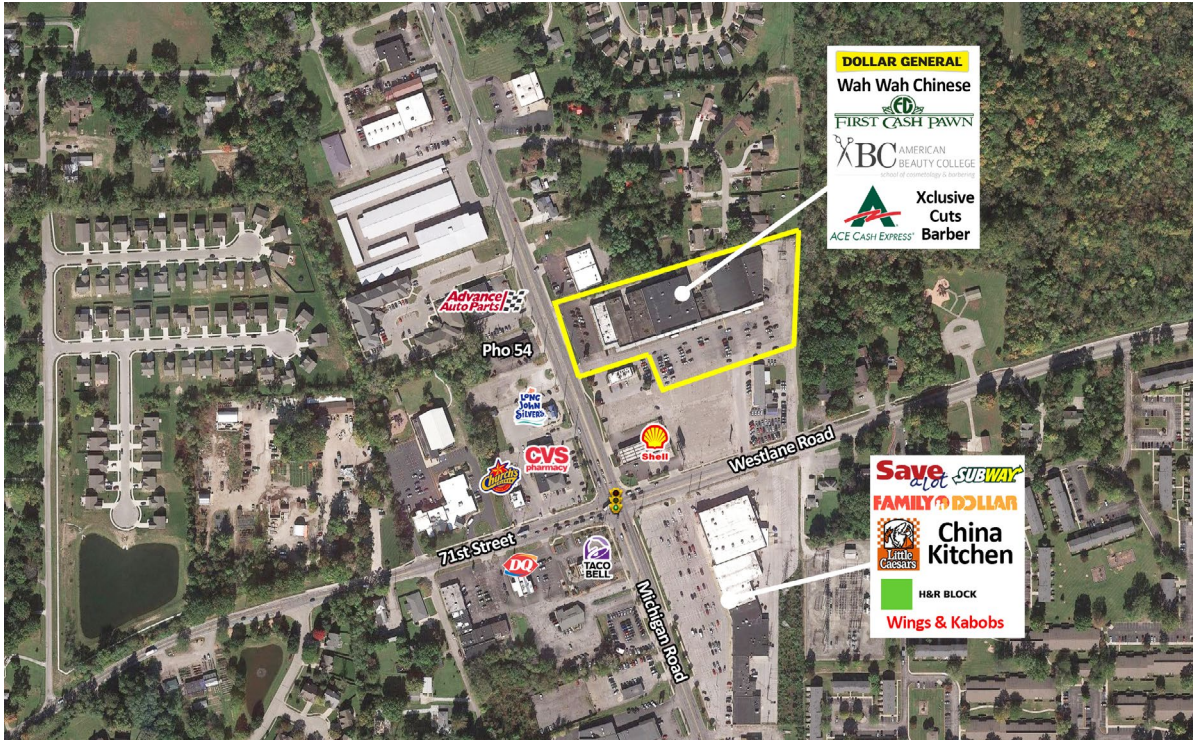 DOLLAR GENERAL
Wah Wah Chinese
FC
FIRST CASH PAWN
BC AMERICAN
BEAUTY COLLEGE
school of cosmetology & barbering
ACE CASH EXPRESS
Xclusive
Cuts
Barber
Advance
Auto Parts
Pho 54
LONG
JOHN
SILVER'S
CVS
pharmacy
Church's
Chicken
Shell
Westlane Road
71st Street
DQ
TACO
BELL
Michigan Road
Save
a lot
SUBWAY
FAMILY DOLLAR
Little
Caesars
China
Kitchen
H&R BLOCK
Wings & Kabobs